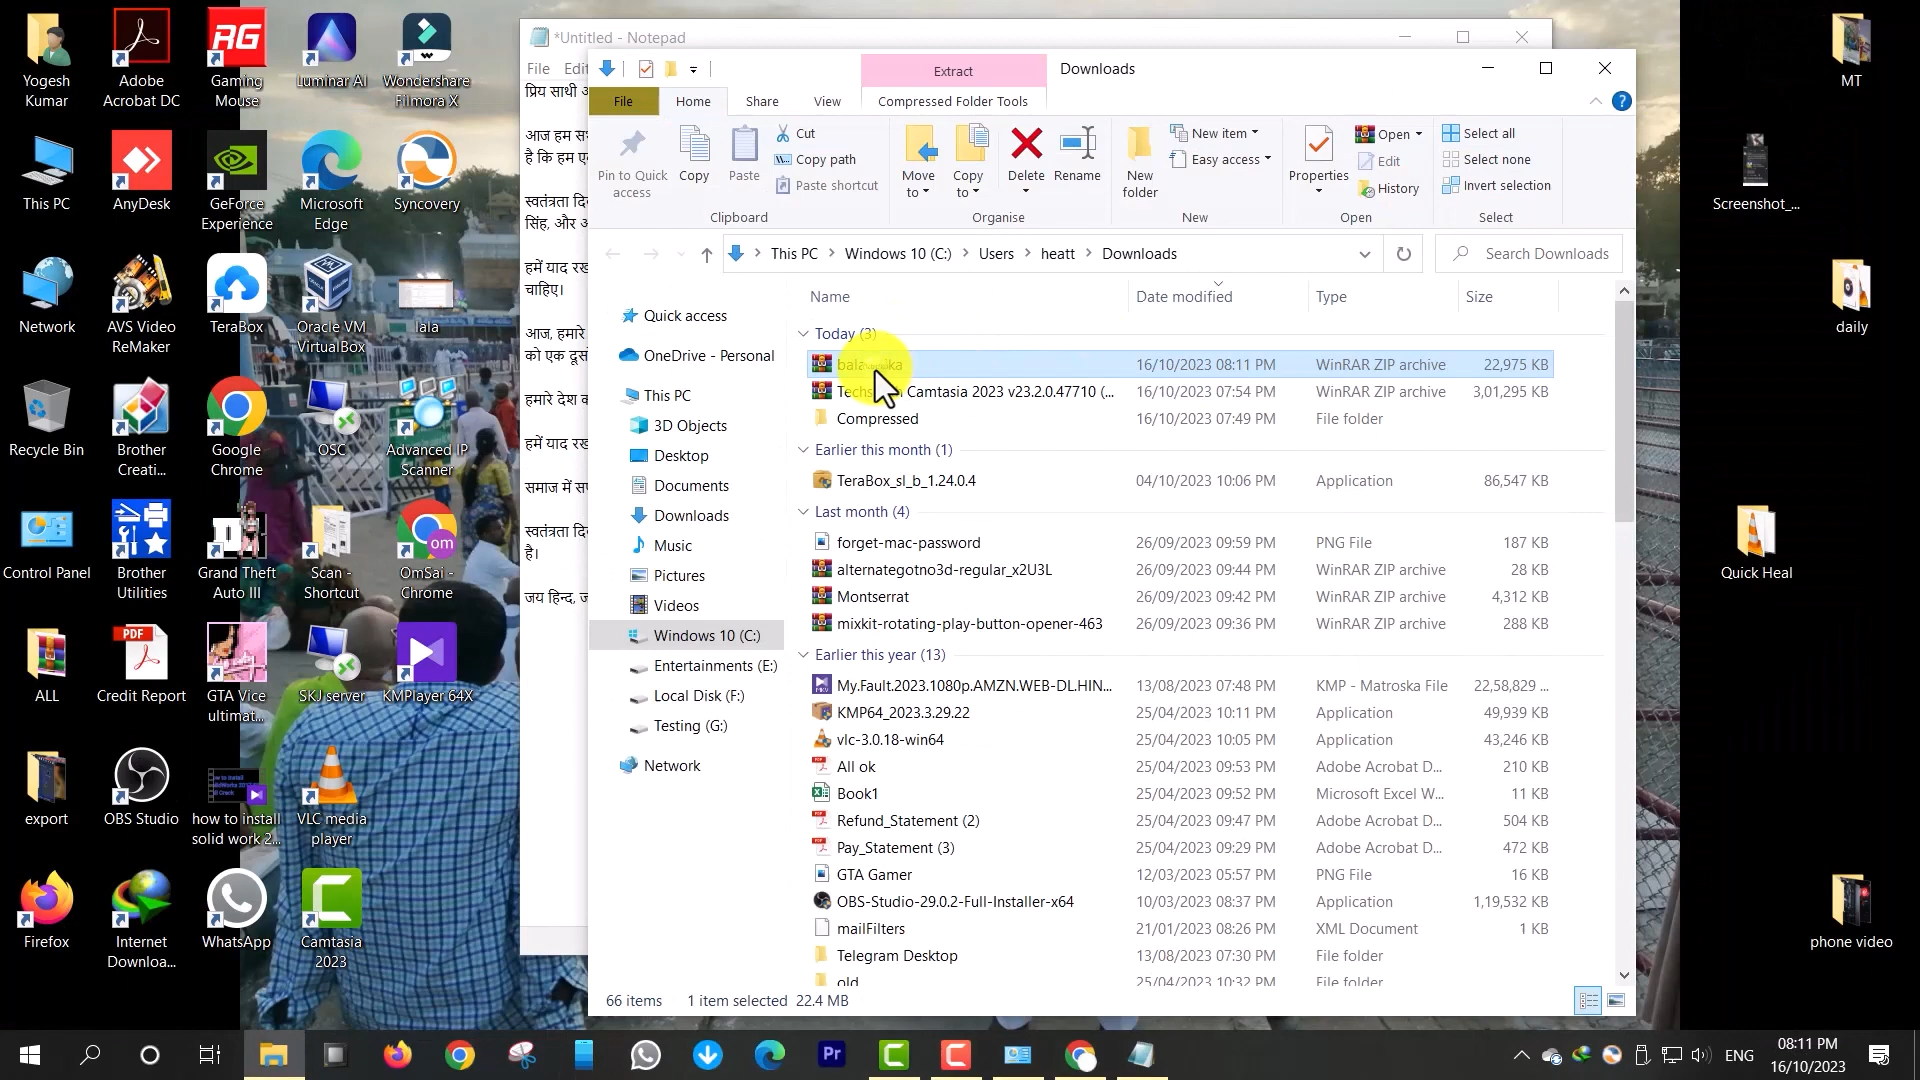 Yogesh Kumar
Adobe Acrobat DC
RG
Gaming Mouse
Luminar AI
Wondershare Filmora X
This PC
AnyDesk
GeForce Experience
Microsoft Edge
Syncovery
Network
AVS Video ReMaker
TeraBox
Oracle VM VirtualBox
lala
Recycle Bin
Brother Creati...
Google Chrome
OSC
Advanced IP Scanner
Control Panel
Brother Utilities
Grand Theft Auto III
Scan - Shortcut
om
OmSai - Chrome
ALL
PDF
Credit Report
GTA Vice ultimat...
SKJ server
KMPlayer 64X
export
OBS Studio
how to install solid work 2...
VLC media player
Firefox
Internet Downloa...
WhatsApp
Camtasia 2023
MT
Screenshot_...
daily
Quick Heal
phone video
*Untitled - Notepad
File Edit
प्रिय साथी
आज हम
है कि हम
स्वतंत्रता
सिंह, और
हमें याद
चाहिए।
आज, हमारे
को एक
हमारे देश
हमें याद
समाज में
स्वतंत्रता
है।
जय हिन्द,
Extract
Downloads
File Home Share View Compressed Folder Tools
Pin to Quick access
Copy
Paste
Cut
Copy path
Paste shortcut
Clipboard
Move to
Copy to
Delete
Rename
Organise
New folder
New item
Easy access
New
Properties
Open
Edit
History
Open
Select all
Select none
Invert selection
Select
This PC > Windows 10 (C:) > Users > heatt > Downloads
Search Downloads
Name Date modified Type Size
Quick access
OneDrive - Personal
This PC
3D Objects
Desktop
Documents
Downloads
Music
Pictures
Videos
Windows 10 (C:)
Entertainments (E:)
Local Disk (F:)
Testing (G:)
Network
Today (3)
16/10/2023 08:11 PM WinRAR ZIP archive 22,975 KB
Camtasia 2023 v23.2.0.47710 (... 16/10/2023 07:54 PM WinRAR ZIP archive 3,01,295 KB
Compressed 16/10/2023 07:49 PM File folder
Earlier this month (1)
TeraBox_sl_b_1.24.0.4 04/10/2023 10:06 PM Application 86,547 KB
Last month (4)
forget-mac-password 26/09/2023 09:59 PM PNG File 187 KB
alternategotno3d-regular_x2U3L 26/09/2023 09:44 PM WinRAR ZIP archive 28 KB
Montserrat 26/09/2023 09:42 PM WinRAR ZIP archive 4,312 KB
mixkit-rotating-play-button-opener-463 26/09/2023 09:36 PM WinRAR ZIP archive 288 KB
Earlier this year (13)
My.Fault.2023.1080p.AMZN.WEB-DL.HIN... 13/08/2023 07:48 PM KMP - Matroska File 22,58,829 ...
KMP64_2023.3.29.22 25/04/2023 10:11 PM Application 49,939 KB
vlc-3.0.18-win64 25/04/2023 10:05 PM Application 43,246 KB
All ok 25/04/2023 09:53 PM Adobe Acrobat D... 210 KB
Book1 25/04/2023 09:52 PM Microsoft Excel W... 11 KB
Refund_Statement (2) 25/04/2023 09:47 PM Adobe Acrobat D... 504 KB
Pay_Statement (3) 25/04/2023 09:29 PM Adobe Acrobat D... 472 KB
GTA Gamer 12/03/2023 05:57 PM PNG File 16 KB
OBS-Studio-29.0.2-Full-Installer-x64 10/03/2023 08:37 PM Application 1,19,532 KB
mailFilters 21/01/2023 08:26 PM XML Document 1 KB
Telegram Desktop 13/08/2023 07:30 PM File folder
old 25/04/2023 10:32 PM File folder
66 items 1 item selected 22.4 MB
Pr
ENG
08:11 PM
16/10/2023